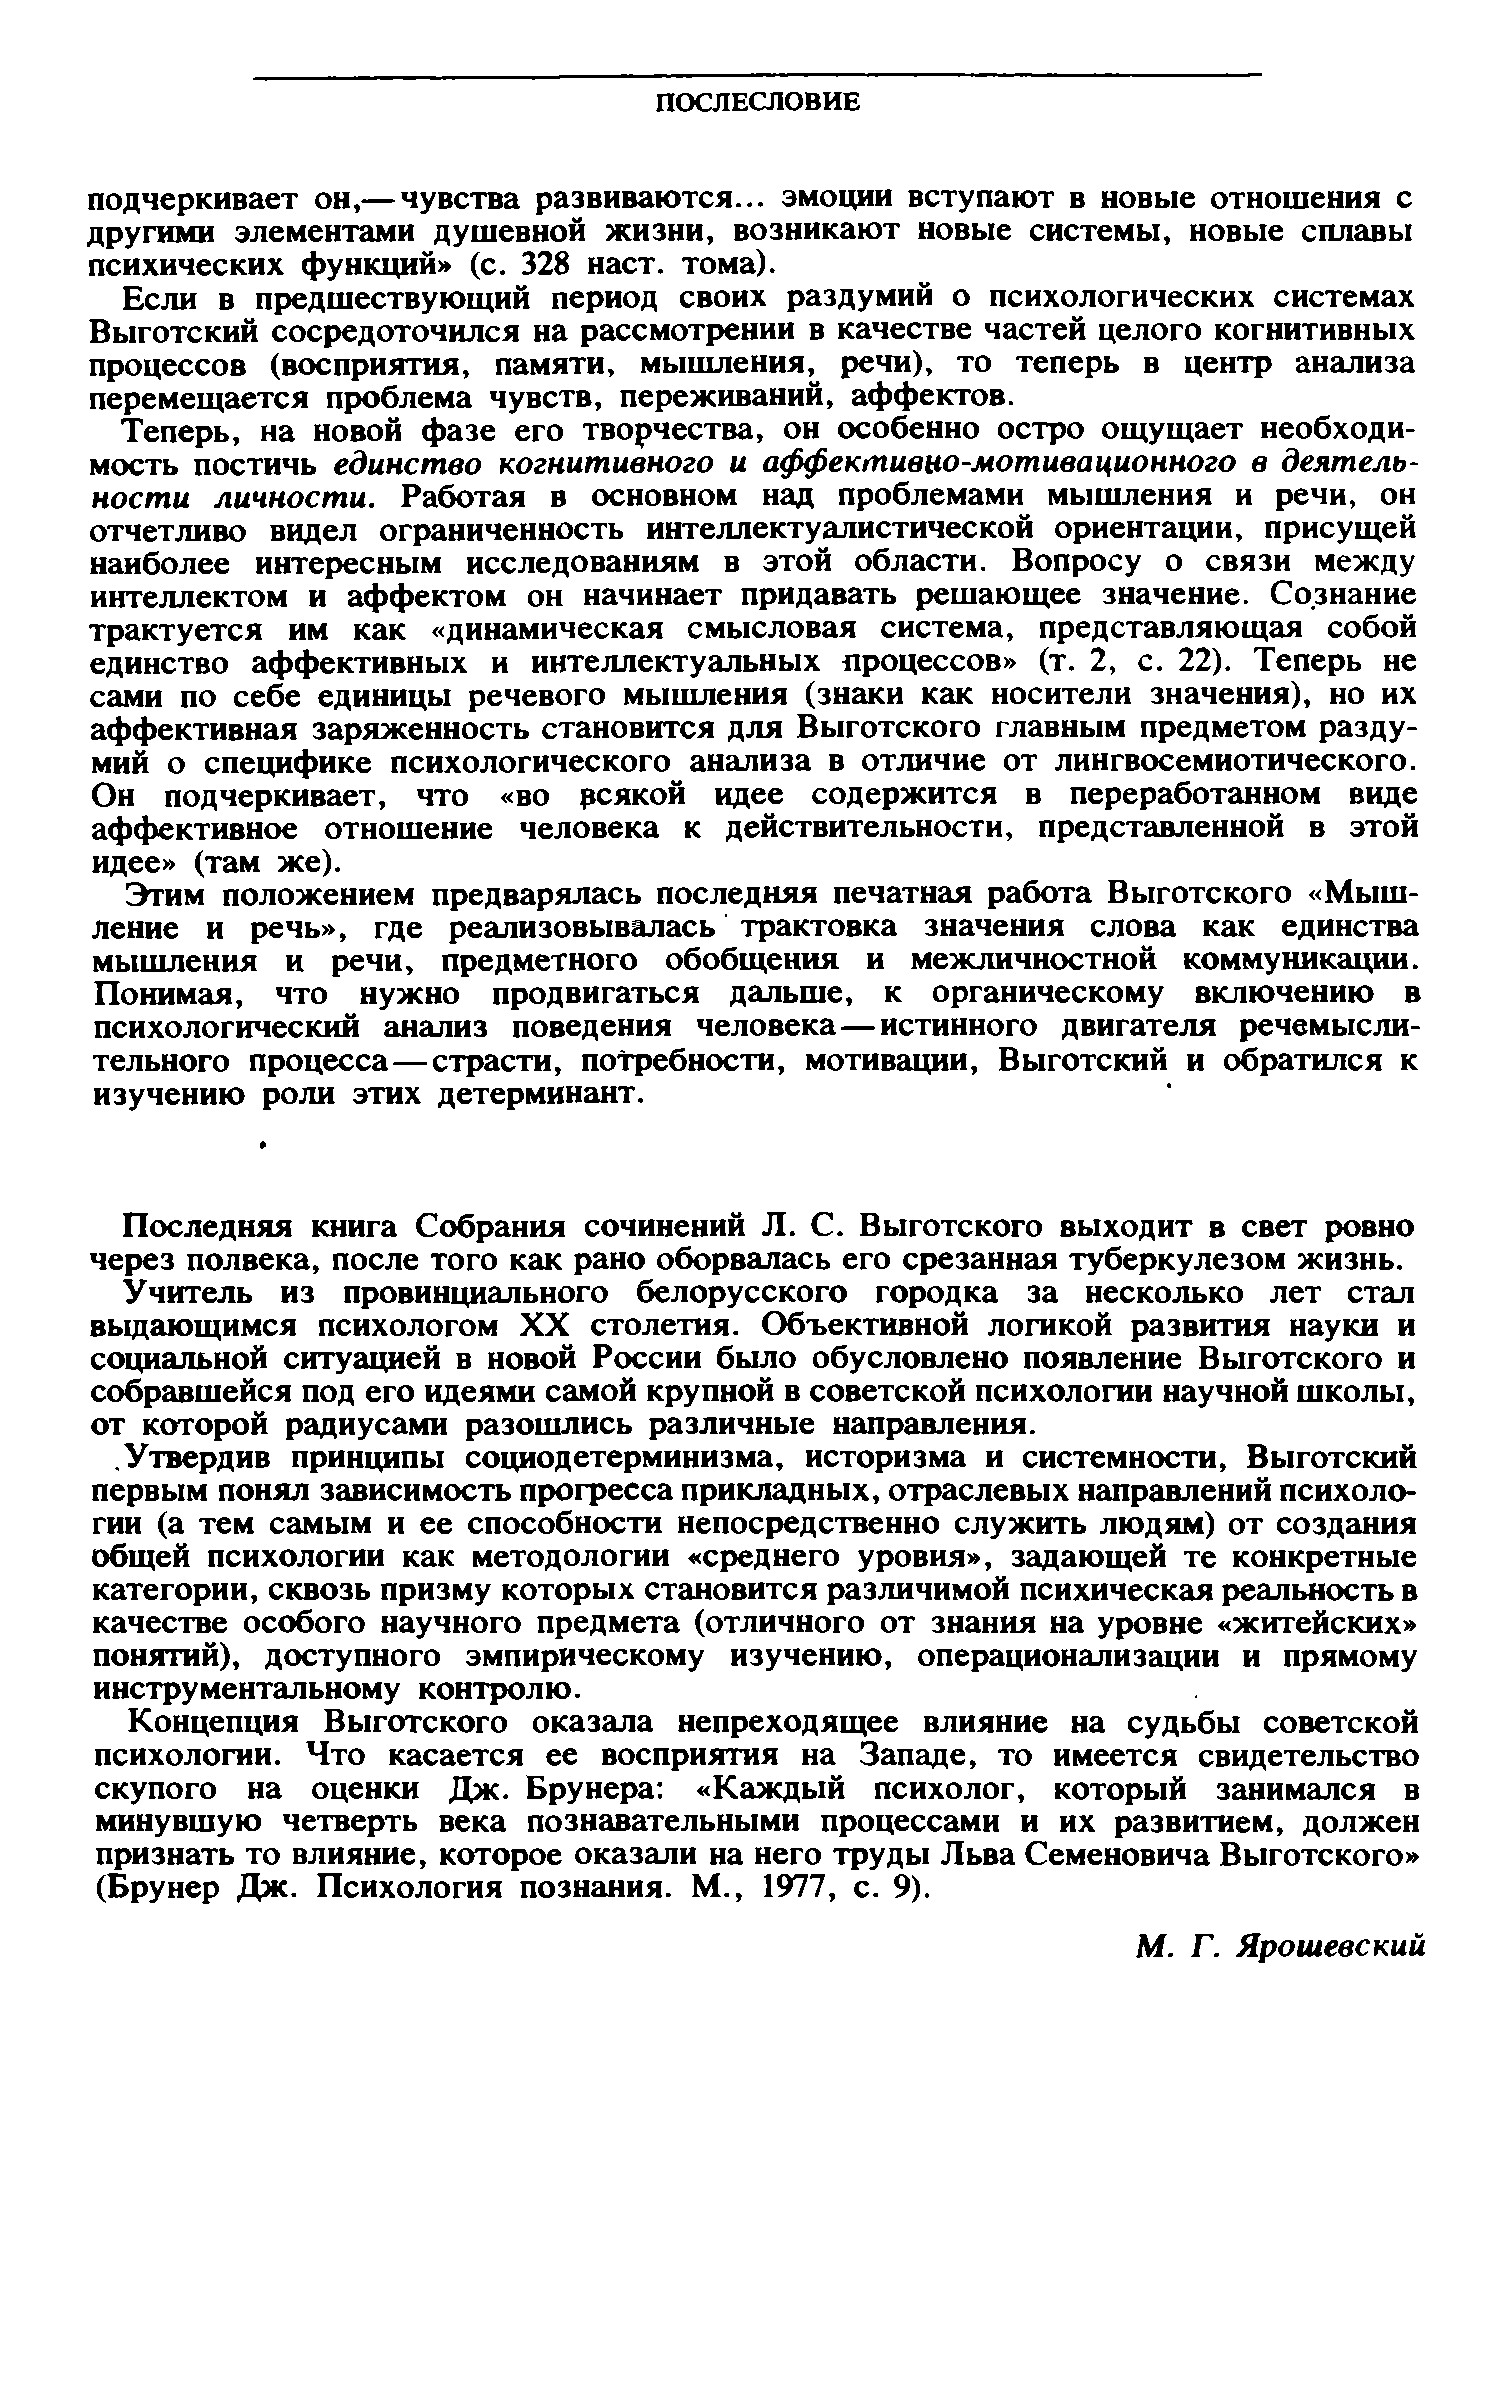 ПОСЛЕСЛОВИЕ
подчеркивает он,—чувства развиваются... эмоции вступают в новые отношения с
другими элементами душевной жизни, возникают новые системы, новые сплавы
психических функций» (с. 328 наст. тома).
Если в предшествующий период своих раздумий о психологических системах
Выготский сосредоточился на рассмотрении в качестве частей целого когнитивных
процессов (восприятия, памяти, мышления, речи), то теперь в центр анализа
перемещается проблема чувств, переживаний, аффектов.
Теперь, на новой фазе его творчества, он особенно остро ощущает необходи-
мость постичь единство когнитивного и аффективно-мотивационного в деятель-
ности личности. Работая в основном над проблемами мышления и речи, он
отчетливо видел ограниченность интеллектуалистической ориентации, присущей
наиболее интересным исследованиям в этой области. Вопросу о связи между
интеллектом и аффектом он начинает придавать решающее значение. Сознание
трактуется им как «динамическая смысловая система, представляющая собой
единство аффективных и интеллектуальных процессов» (т. 2, с. 22). Теперь не
сами по себе единицы речевого мышления (знаки как носители значения), но их
аффективная заряженность становится для Выготского главным предметом разду-
мий о специфике психологического анализа в отличие от лингвосемиотического.
Он подчеркивает, что «во всякой идее содержится в переработанном виде
аффективное отношение человека к действительности, представленной в этой
идее» (там же).
Этим положением предварялась последняя печатная работа Выготского «Мыш-
ление и речь», где реализовывалась трактовка значения слова как единства
мышления и речи, предметного обобщения и межличностной коммуникации.
Понимая, что нужно продвигаться дальше, к органическому включению в
психологический анализ поведения человека—истинного двигателя речемысли-
тельного процесса—страсти, потребности, мотивации, Выготский и обратился к
изучению роли этих детерминант.
Последняя книга Собрания сочинений Л. С. Выготского выходит в свет ровно
через полвека, после того как рано оборвалась его срезанная туберкулезом жизнь.
Учитель из провинциального белорусского городка за несколько лет стал
выдающимся психологом XX столетия. Объективной логикой развития науки и
социальной ситуацией в новой России было обусловлено появление Выготского и
собравшейся под его идеями самой крупной в советской психологии научной школы,
от которой радиусами разошлись различные направления.
Утвердив принципы социодетерминизма, историзма и системности, Выготский
первым понял зависимость прогресса прикладных, отраслевых направлений психоло-
гии (а тем самым и ее способности непосредственно служить людям) от создания
общей психологии как методологии «среднего уровия», задающей те конкретные
категории, сквозь призму которых становится различимой психическая реальность в
качестве особого научного предмета (отличного от знания на уровне «житейских»
понятий), доступного эмпирическому изучению, операционализации и прямому
инструментальному контролю.
Концепция Выготского оказала непреходящее влияние на судьбы советской
психологии. Что касается ее восприятия на Западе, то имеется свидетельство
скупого на оценки Дж. Брунера: «Каждый психолог, который занимался в
минувшую четверть века познавательными процессами и их развитием, должен
признать то влияние, которое оказали на него труды Льва Семеновича Выготского»
(Брунер Дж. Психология познания. М., 1977, с. 9).
М. Г. Ярошевский